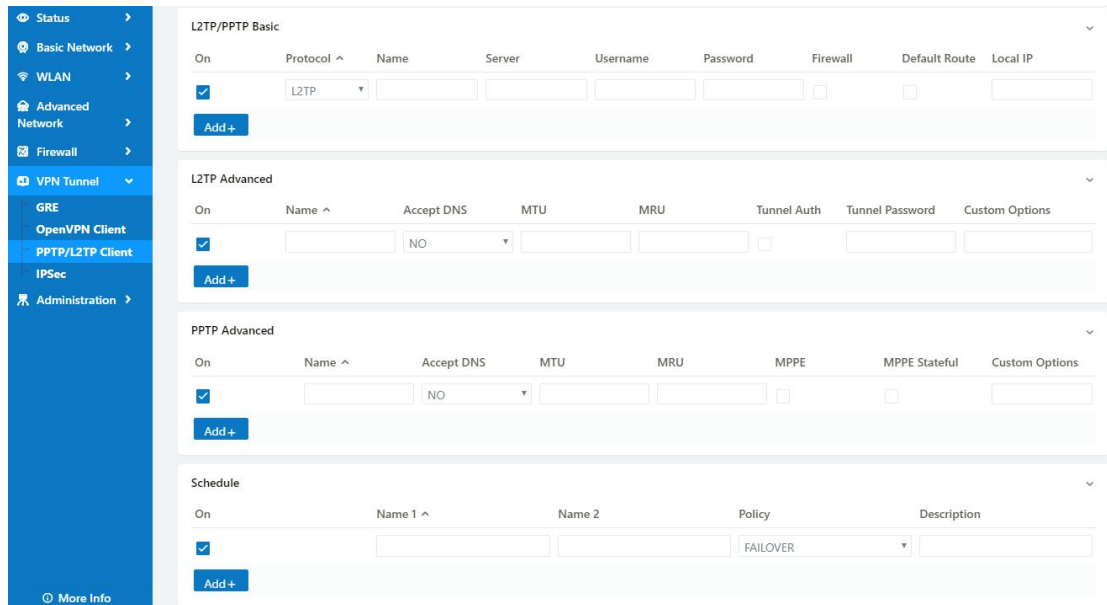 Status
Basic Network
WLAN
Advanced
Network
Firewall
VPN Tunnel
GRE
OpenVPN Client
PPTP/L2TP Client
IPSec
Administration
More Info
L2TP/PPTP Basic
On Protocol Name Server Username Password Firewall Default Route Local IP
L2TP
Add +
L2TP Advanced
On Name Accept DNS MTU MRU Tunnel Auth Tunnel Password Custom Options
NO
Add +
PPTP Advanced
On Name Accept DNS MTU MRU MPPE MPPE Stateful Custom Options
NO
Add +
Schedule
On Name 1 Name 2 Policy Description
FAILOVER
Add +